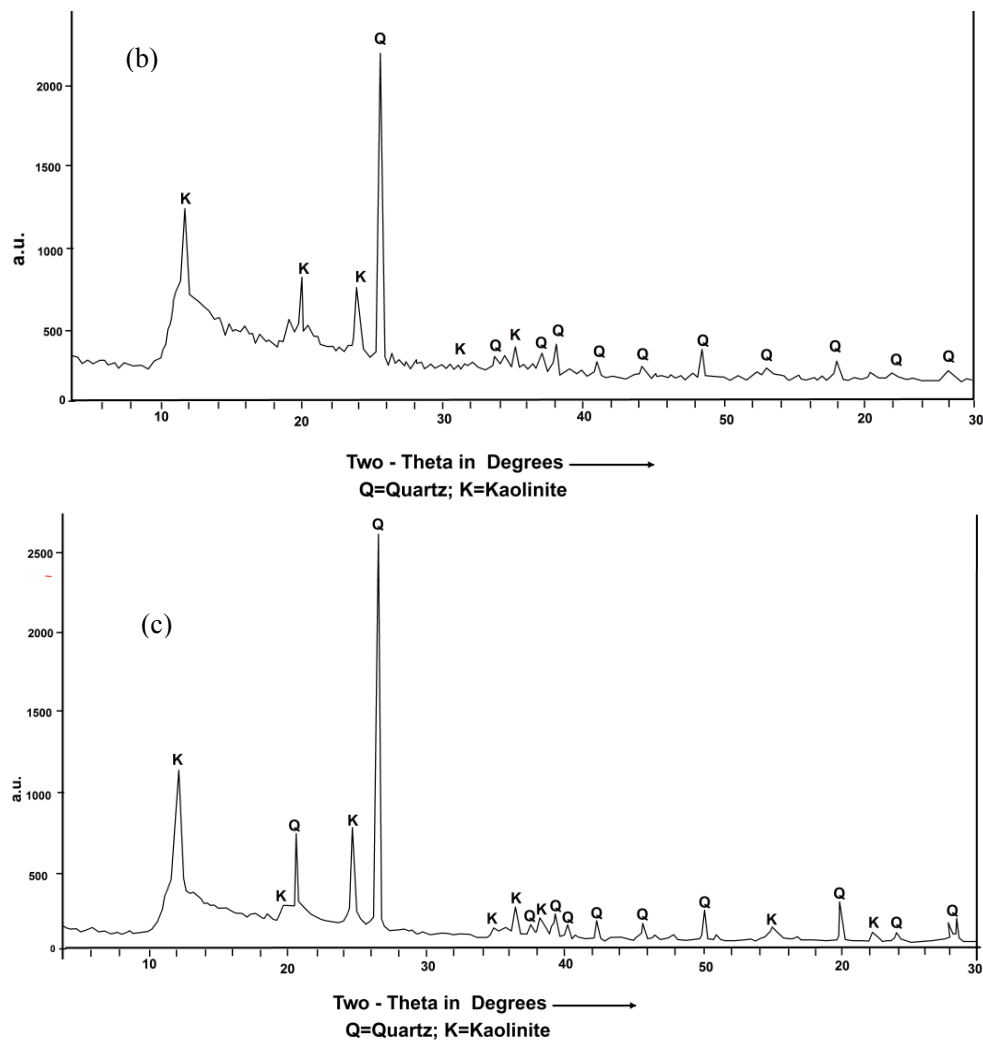 (b)
Q
2000
1500
K
1000
K
K
500
K Q K Q Q Q Q Q Q Q Q Q
0
a.u.
10 20 30 40 50 20 30
Two - Theta in Degrees
Q=Quartz; K=Kaolinite
Q
2500
(c)
2000
1500
K
1000
Q K
500
K K K Q K Q Q Q Q Q K Q K Q Q
0
a.u.
10 20 30 40 50 20 30
Two - Theta in Degrees
Q=Quartz; K=Kaolinite